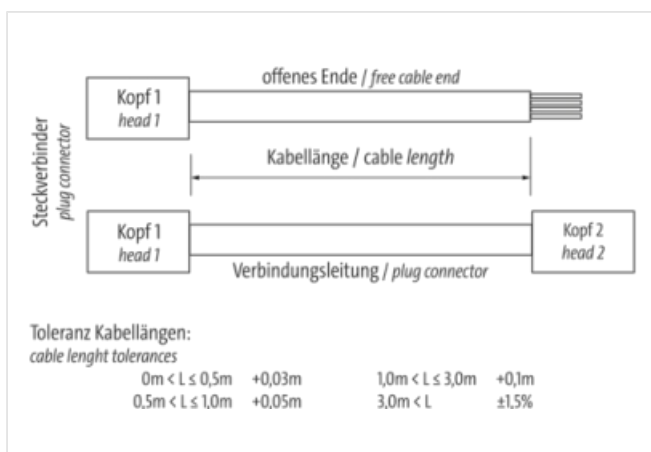 offenes Ende / free cable end
Kopf 1
head 1
Steckverbinder
plug connector
Kabellänge / cable length
Kopf 1
head 1
Kopf 2
head 2
Verbindungsleitung / plug connector
Toleranz Kabellängen:
cable lenght tolerances
0m < L ≤ 0,5m +0,03m 1,0m < L ≤ 3,0m +0,1m
0,5m < L ≤ 1,0m +0,05m 3,0m < L ±1,5%